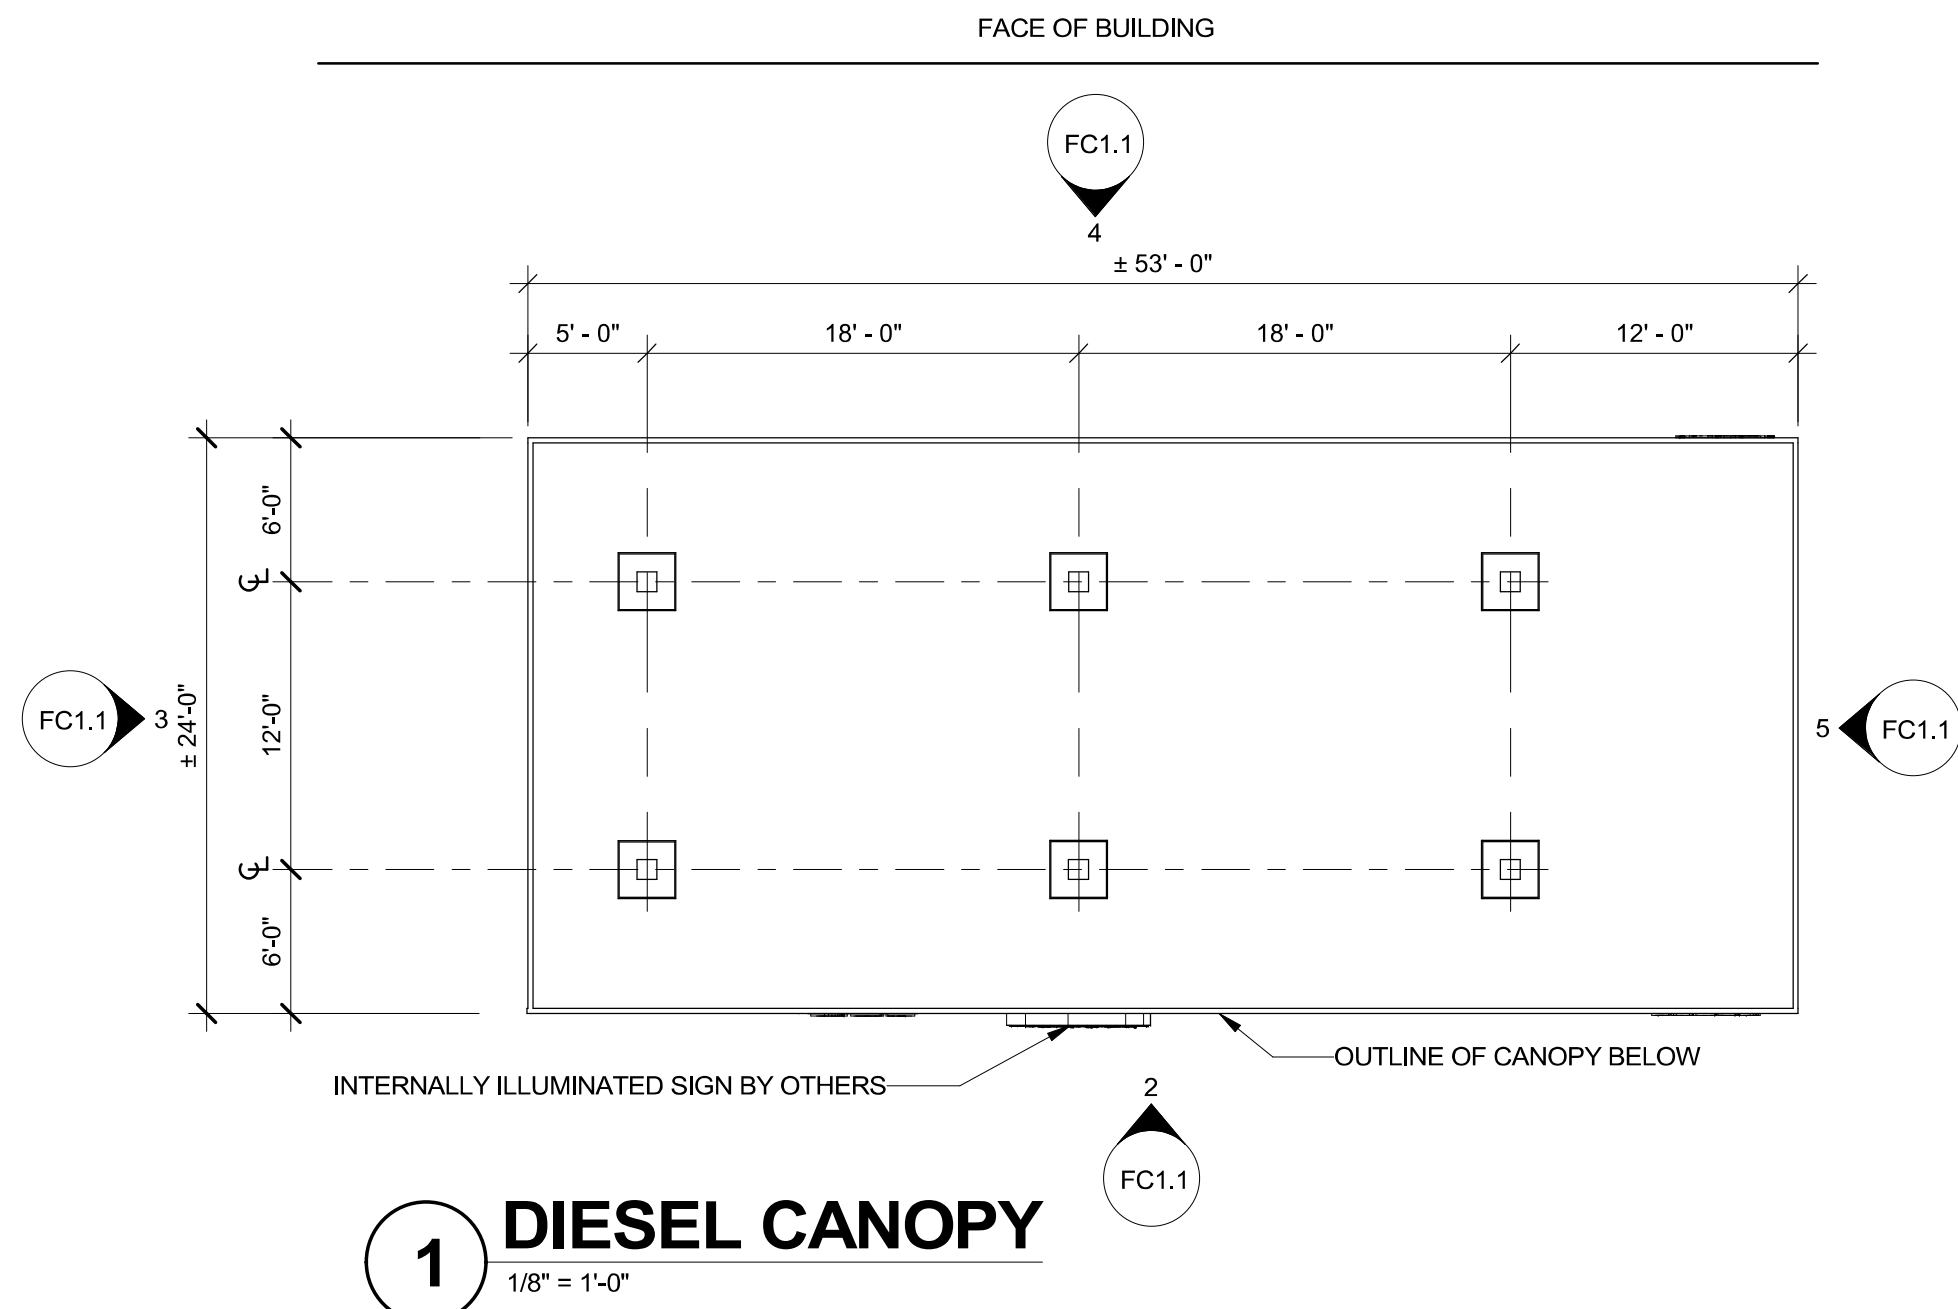 FACE OF BUILDING
FC1.1
4
± 53' - 0"
5' - 0"
18' - 0"
18' - 0"
12' - 0"
6'-0"
℄
FC1.1
3
± 24'-0"
12'-0"
5
FC1.1
℄
6'-0"
OUTLINE OF CANOPY BELOW
INTERNALLY ILLUMINATED SIGN BY OTHERS
2
FC1.1
DIESEL CANOPY
1
1/8" = 1'-0"